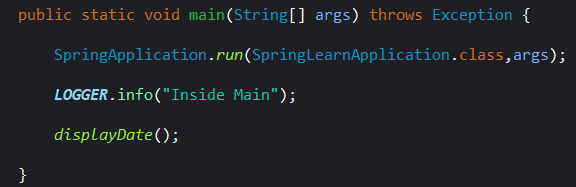 public static void main(String[] args) throws Exception {
SpringApplication.run(SpringLearnApplication.class,args);
LOGGER.info("Inside Main");
displayDate();
}